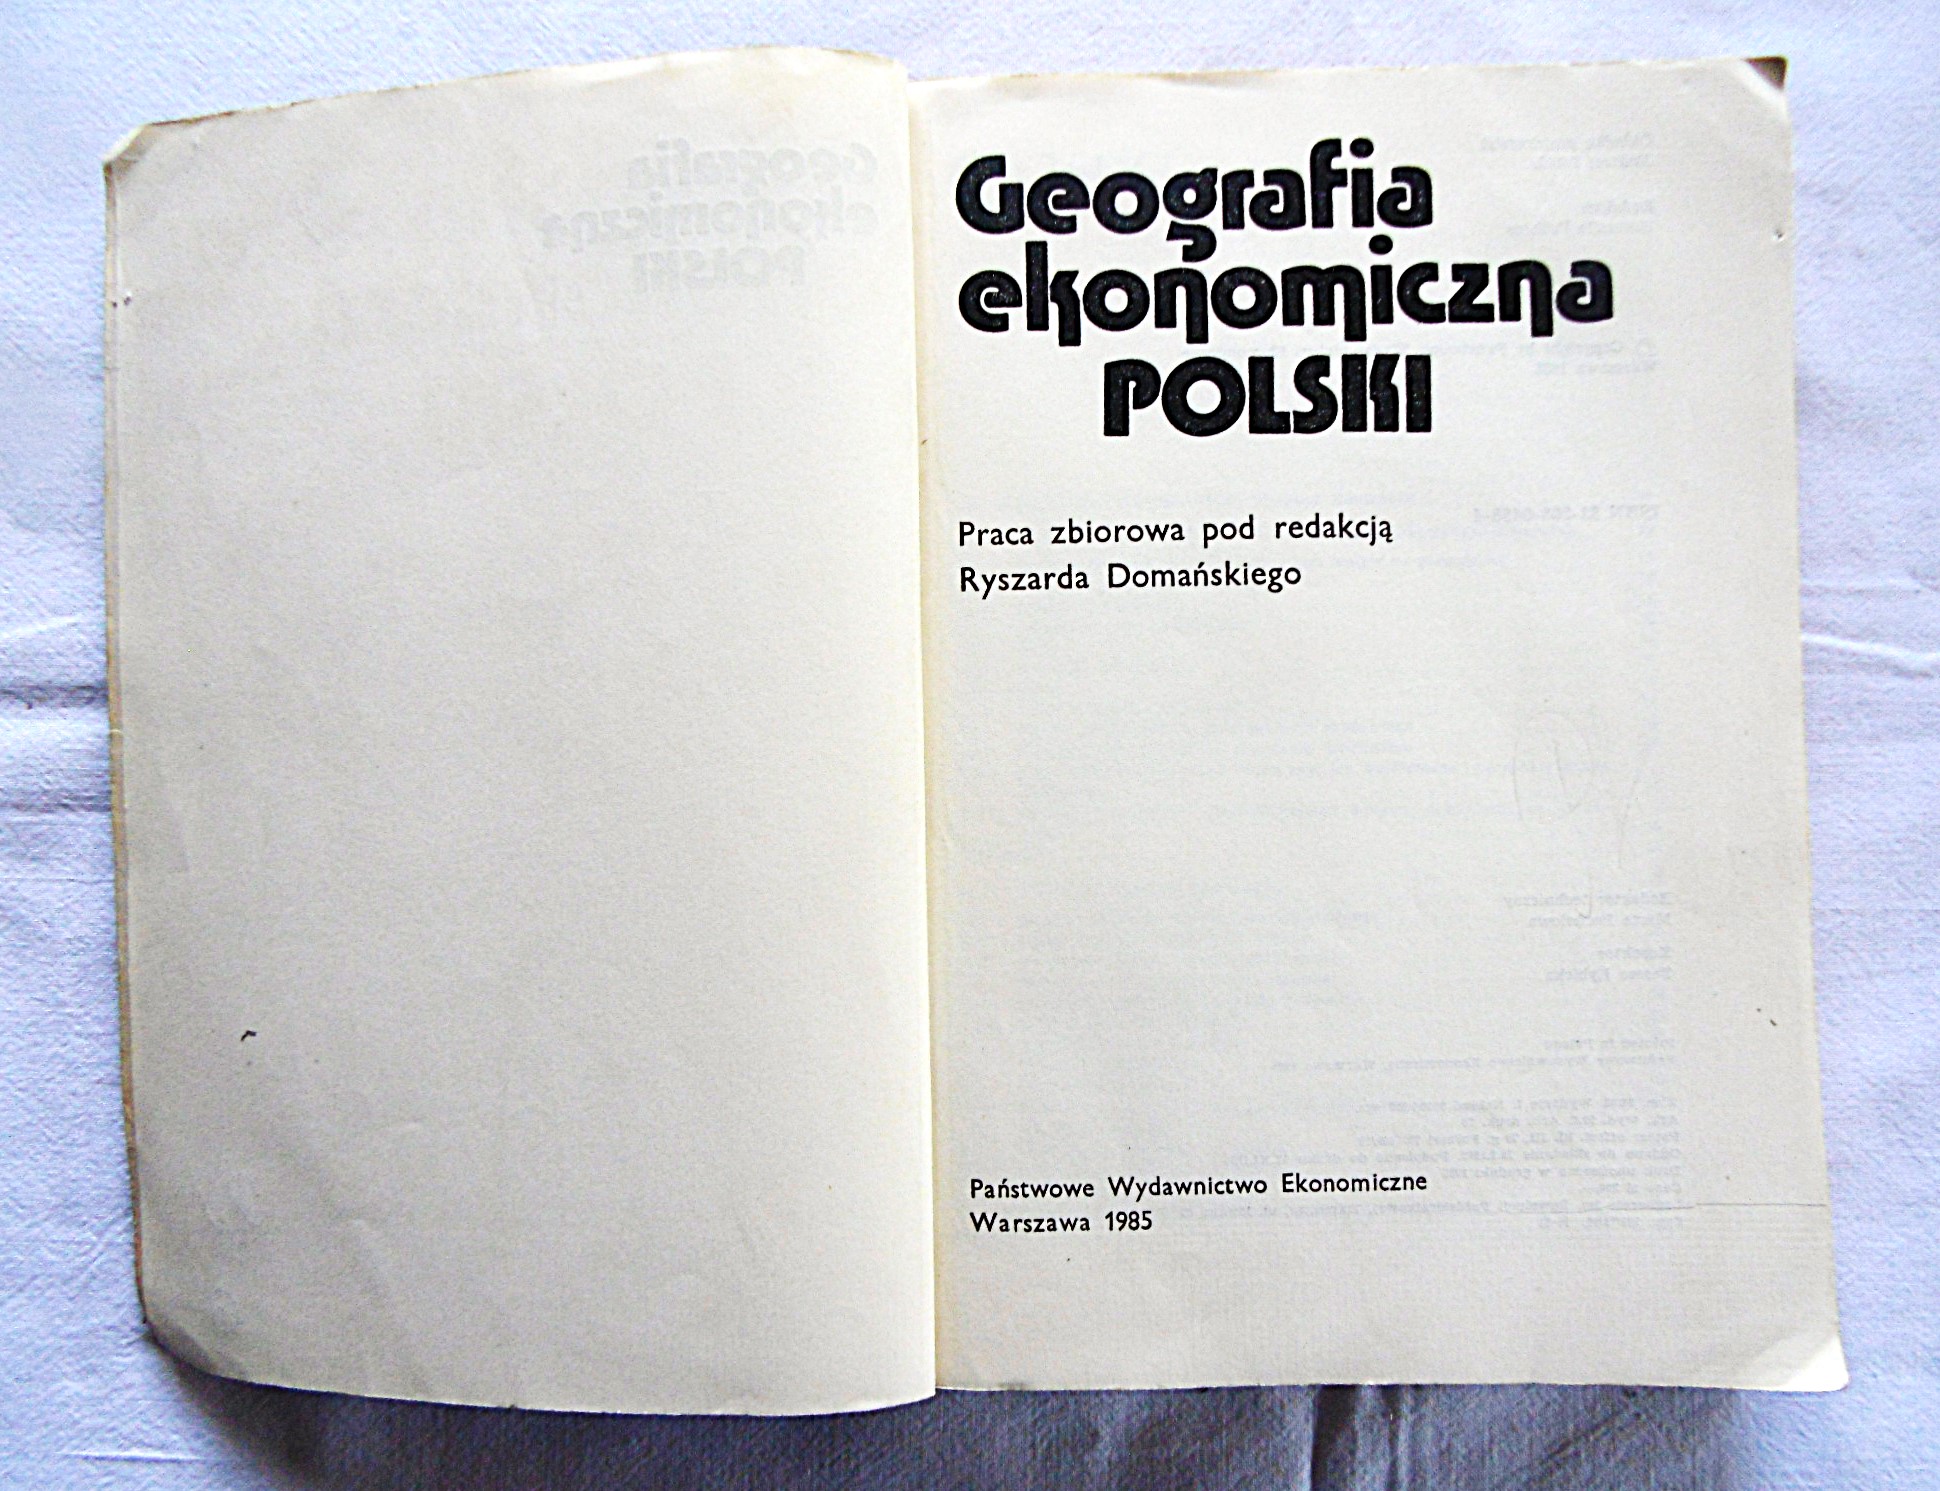 Geografia
ekonomiczna
POLSKI
Praca zbiorowa pod redakcją
Ryszarda Domańskiego
Państwowe Wydawnictwo Ekonomiczne
Warszawa 1985